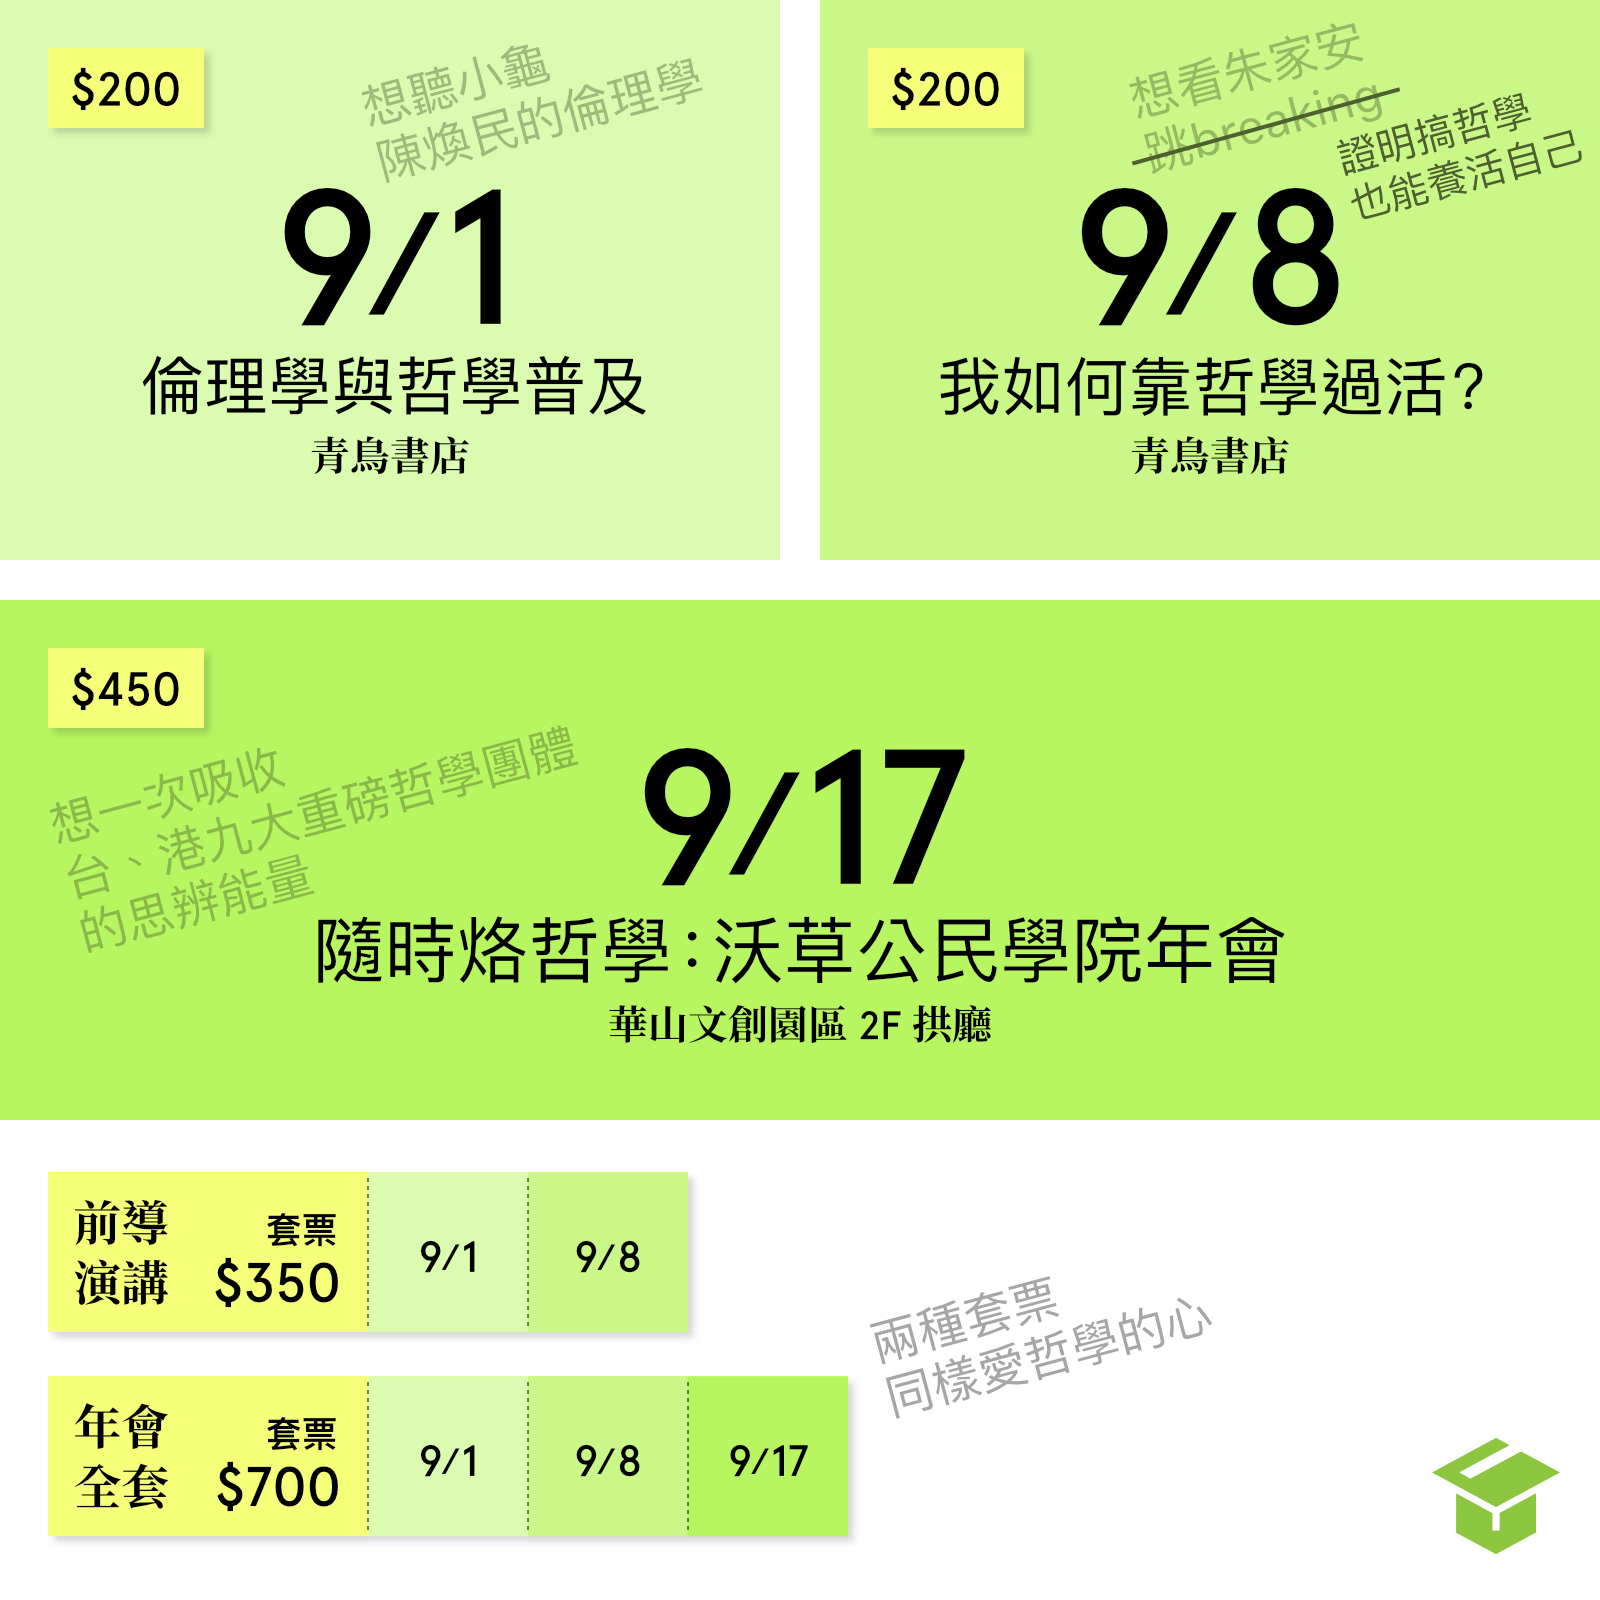 $200
想聽小龜
陳煥民的倫理學
9/1
倫理學與哲學普及
青鳥書店
$200
想看朱家安
跳breaking
證明搞哲學
也能養活自己
9/8
我如何靠哲學過活?
青鳥書店
$450
想一次吸收
台、港九大重磅哲學團體
的思辨能量
9/17
隨時烙哲學:沃草公民學院年會
華山文創園區 2F 拱廳
前導
演講
套票
$350
9/1
9/8
年會
全套
套票
$700
9/1
9/8
9/17
兩種套票
同樣愛哲學的心